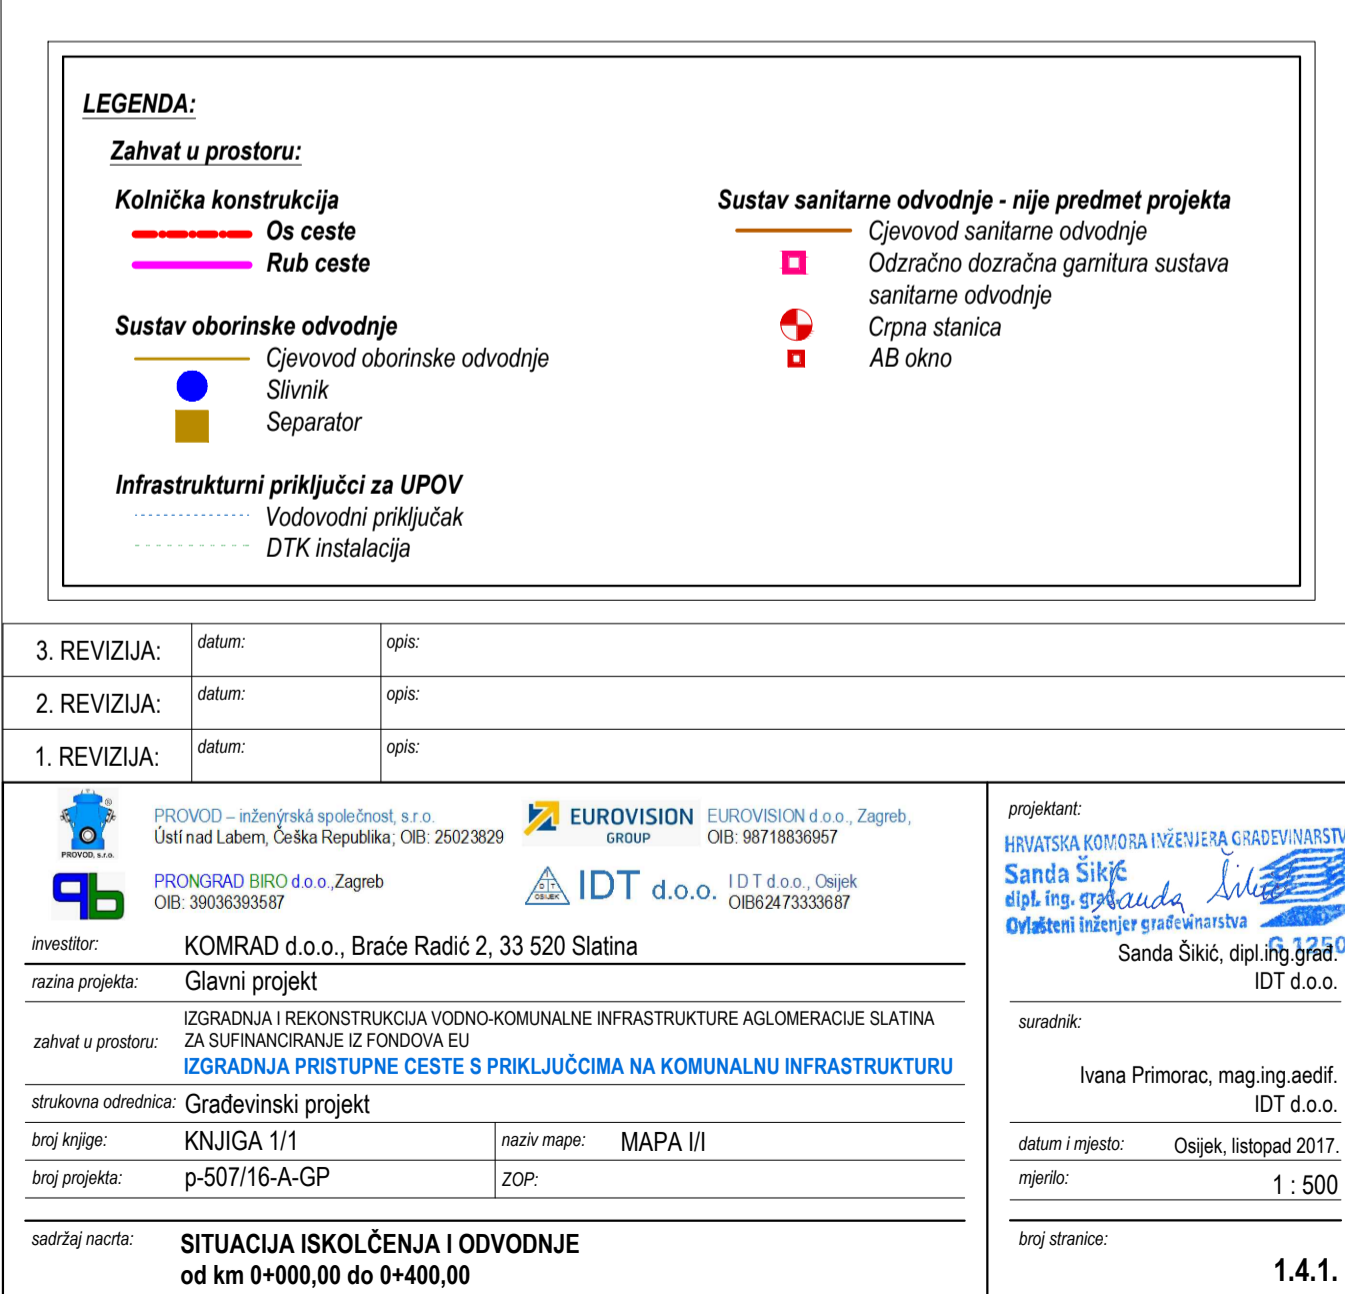 LEGENDA:
Zahvat u prostoru:
Kolnička konstrukcija
Os ceste
Rub ceste
Sustav oborinske odvodnje
Cjevovod oborinske odvodnje
Slivnik
Separator
Infrastrukturni priključci za UPOV
Vodovodni priključak
DTK instalacija
Sustav sanitarne odvodnje - nije predmet projekta
Cjevovod sanitarne odvodnje
Odzračno dozračna garnitura sustava
sanitarne odvodnje
Crpna stanica
AB okno
3. REVIZIJA: datum: opis:
2. REVIZIJA: datum: opis:
1. REVIZIJA: datum: opis:
PROVOD, s.r.o.
PROVOD – inženýrská společnost, s.r.o.
Ústí nad Labem, Češka Republika; OIB: 25023829
EUROVISION
GROUP
EUROVISION d.o.o., Zagreb,
OIB: 98718836957
PRONGRAD BIRO d.o.o.,Zagreb
OIB: 39036393587
IDT
OSIJEK
IDT d.o.o.
I D T d.o.o., Osijek
OIB62473333687
investitor: KOMRAD d.o.o., Braće Radić 2, 33 520 Slatina
razina projekta: Glavni projekt
zahvat u prostoru: IZGRADNJA I REKONSTRUKCIJA VODNO-KOMUNALNE INFRASTRUKTURE AGLOMERACIJE SLATINA
ZA SUFINANCIRANJE IZ FONDOVA EU
IZGRADNJA PRISTUPNE CESTE S PRIKLJUČCIMA NA KOMUNALNU INFRASTRUKTURU
strukovna odrednica: Građevinski projekt
broj knjige: KNJIGA 1/1 naziv mape: MAPA I/I
broj projekta: p-507/16-A-GP ZOP:
sadržaj nacrta: SITUACIJA ISKOLČENJA I ODVODNJE
od km 0+000,00 do 0+400,00
projektant:
HRVATSKA KOMORA INŽENJERA GRAĐEVINARSTV
Sanda Šikić
dipl. ing. građ.
Sanda Šikić
Ovlašteni inženjer građevinarstva
G 1250
Sanda Šikić, dipl.ing.građ.
IDT d.o.o.
suradnik:
Ivana Primorac, mag.ing.aedif.
IDT d.o.o.
datum i mjesto: Osijek, listopad 2017.
mjerilo: 1 : 500
broj stranice:
1.4.1.